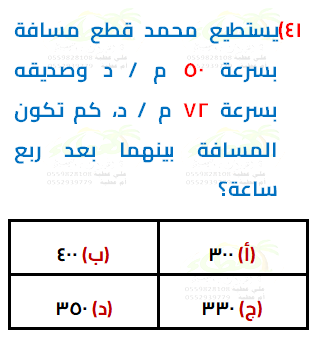 ٤١) يستطيع محمد قطع مسافة
بسرعة ٥٠ م / د وصديقه
بسرعة ٧٢ م / د، كم تكون
المسافة بينهما بعد ربع
ساعة؟
(أ) ٣٠٠
(ب) ٤٠٠
(ج) ٣٣٠
(د) ٣٥٠